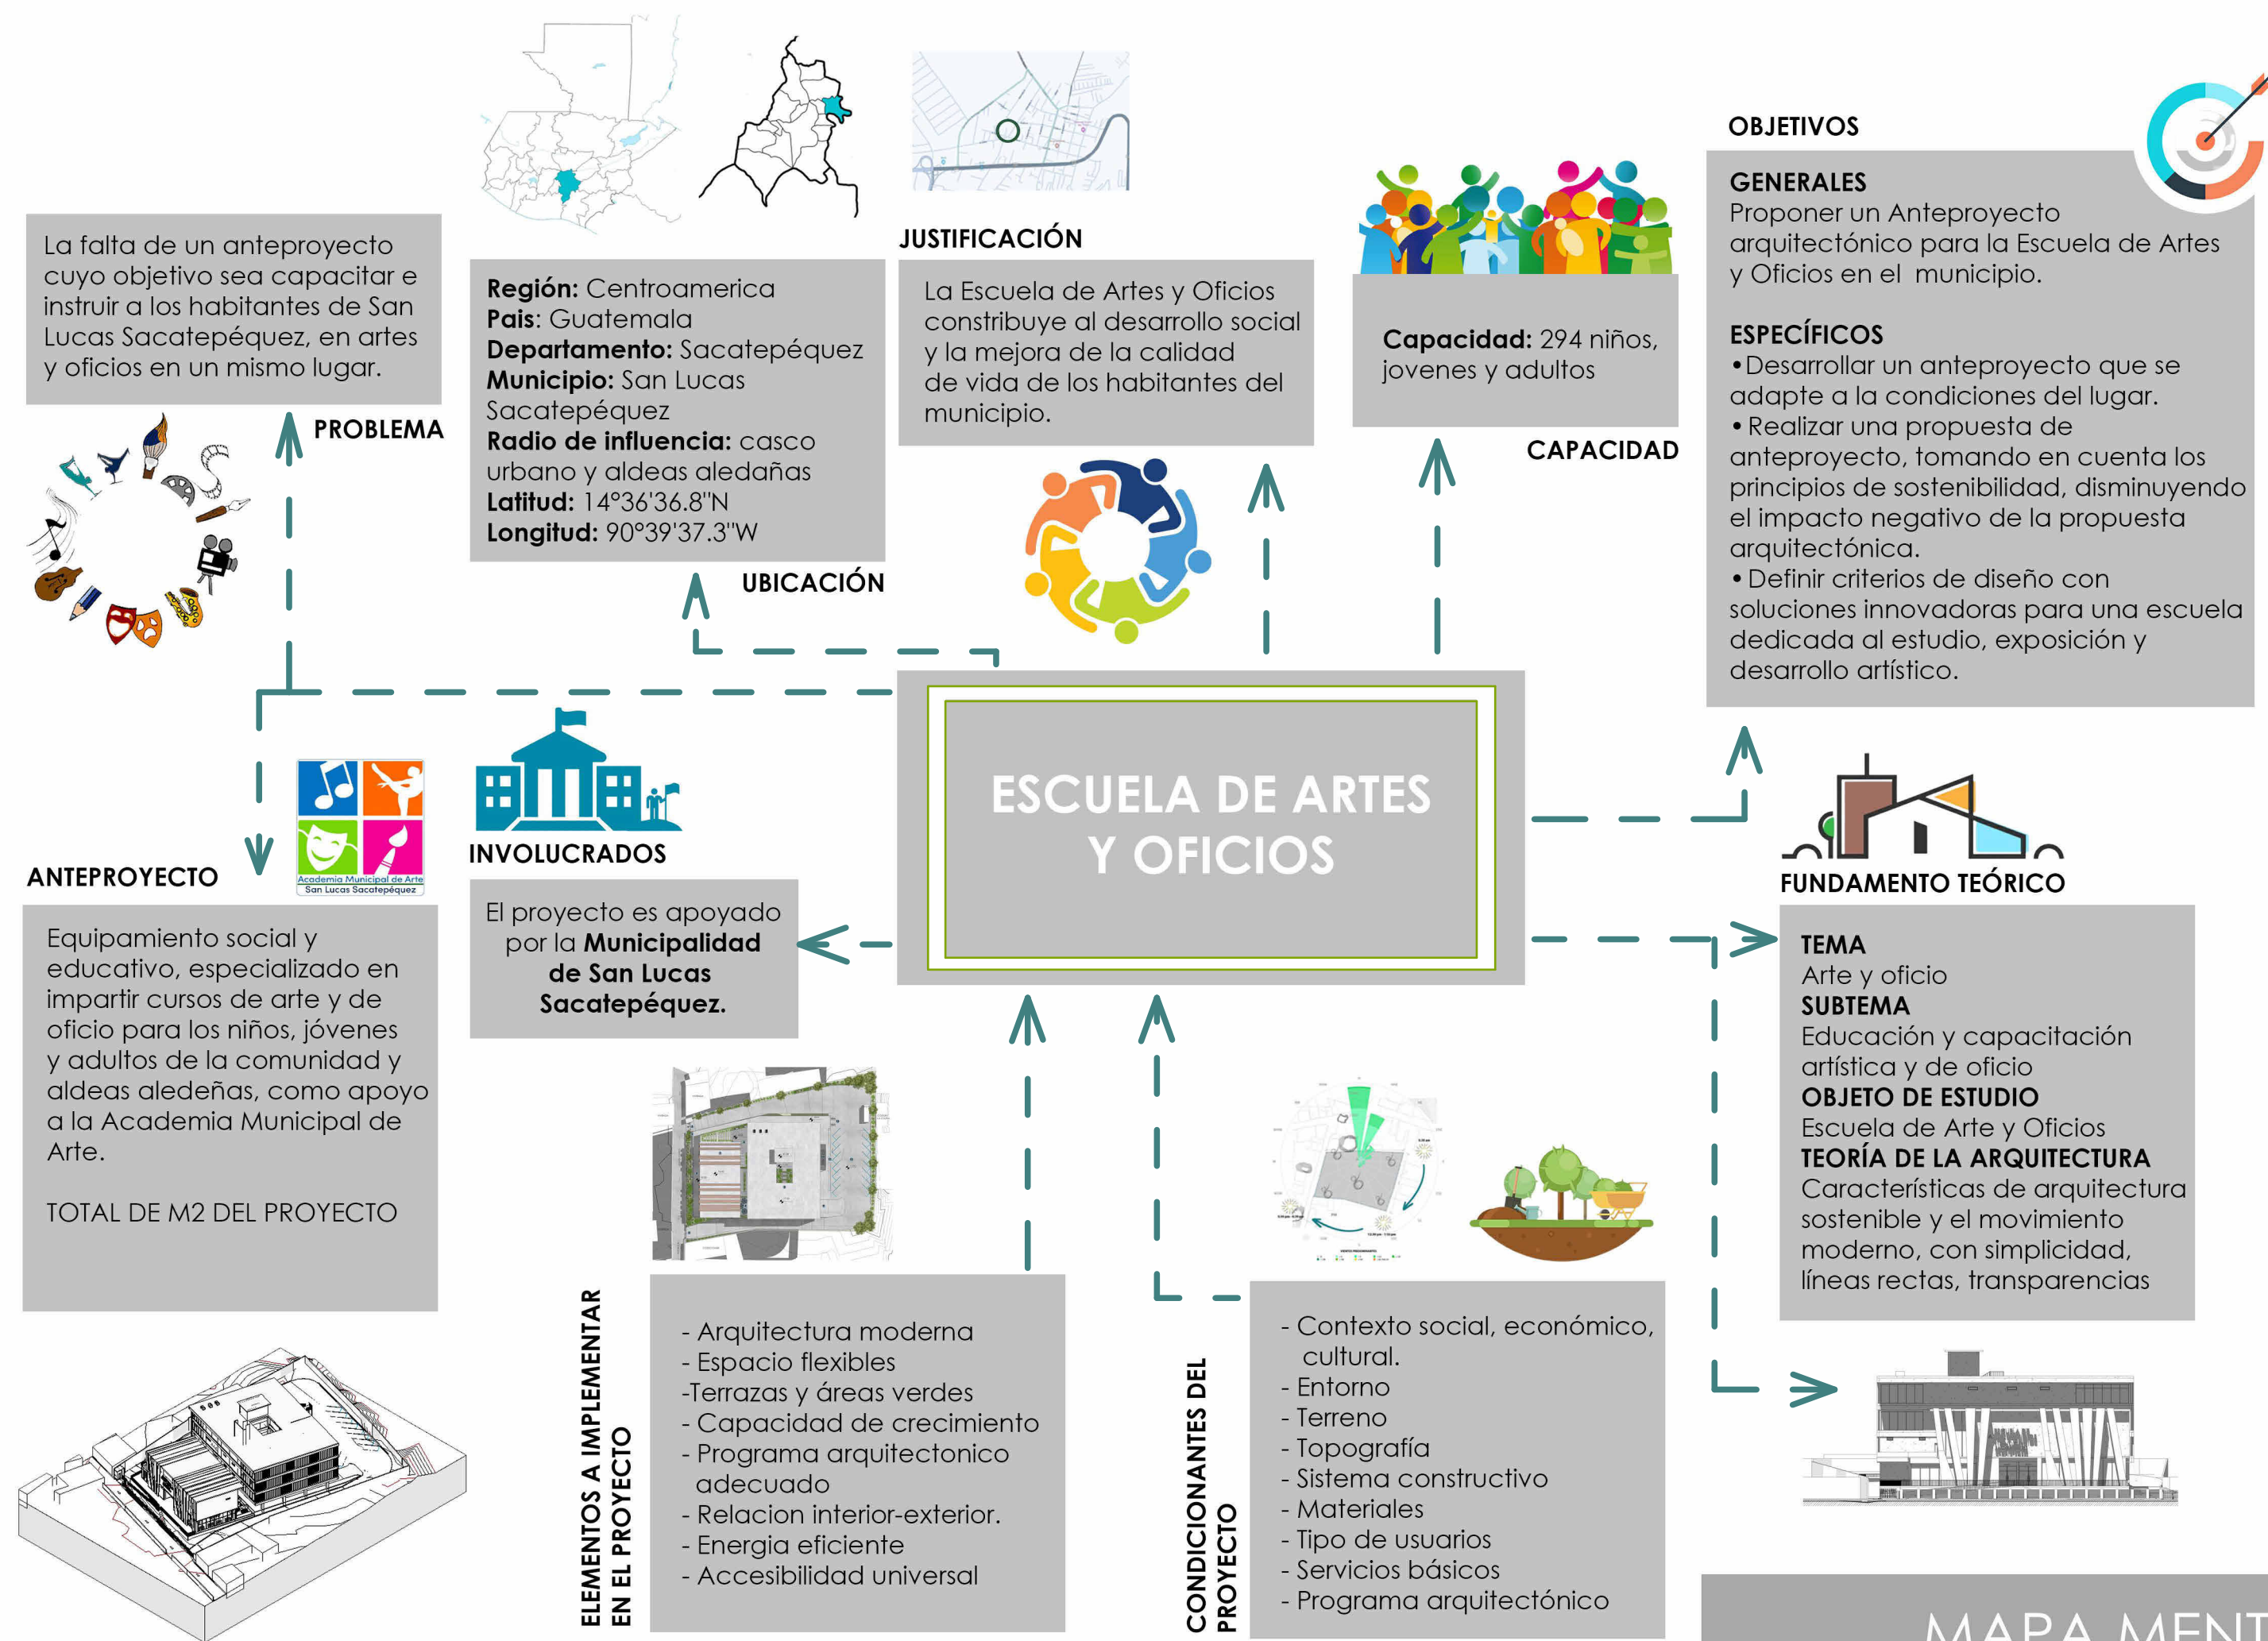 La falta de un anteproyecto
cuyo objetivo sea capacitar e
instruir a los habitantes de San
Lucas Sacatepéquez, en artes
y oficios en un mismo lugar.
PROBLEMA
Región: Centroamerica
Pais: Guatemala
Departamento: Sacatepéquez
Municipio: San Lucas
Sacatepéquez
Radio de influencia: casco
urbano y aldeas aledañas
Latitud: 14°36'36.8"N
Longitud: 90°39'37.3"W
UBICACIÓN
JUSTIFICACIÓN
La Escuela de Artes y Oficios
constribuye al desarrollo social
y la mejora de la calidad
de vida de los habitantes del
municipio.
Capacidad: 294 niños,
jovenes y adultos
CAPACIDAD
OBJETIVOS
GENERALES
Proponer un Anteproyecto
arquitectónico para la Escuela de Artes
y Oficios en el municipio.
ESPECÍFICOS
•Desarrollar un anteproyecto que se
adapte a la condiciones del lugar.
•Realizar una propuesta de
anteproyecto, tomando en cuenta los
principios de sostenibilidad, disminuyendo
el impacto negativo de la propuesta
arquitectónica.
•Definir criterios de diseño con
soluciones innovadoras para una escuela
dedicada al estudio, exposición y
desarrollo artístico.
ESCUELA DE ARTES
Y OFICIOS
ANTEPROYECTO
Academia Municipal de Arte
San Lucas Sacatepéquez
Equipamiento social y
educativo, especializado en
impartir cursos de arte y de
oficio para los niños, jóvenes
y adultos de la comunidad y
aldeas aledeñas, como apoyo
a la Academia Municipal de
Arte.
TOTAL DE M2 DEL PROYECTO
INVOLUCRADOS
El proyecto es apoyado
por la Municipalidad
de San Lucas
Sacatepéquez.
FUNDAMENTO TEÓRICO
TEMA
Arte y oficio
SUBTEMA
Educación y capacitación
artística y de oficio
OBJETO DE ESTUDIO
Escuela de Arte y Oficios
TEORÍA DE LA ARQUITECTURA
Características de arquitectura
sostenible y el movimiento
moderno, con simplicidad,
líneas rectas, transparencias
ELEMENTOS A IMPLEMENTAR
EN EL PROYECTO
- Arquitectura moderna
- Espacio flexibles
-Terrazas y áreas verdes
- Capacidad de crecimiento
- Programa arquitectonico
adecuado
- Relacion interior-exterior.
- Energia eficiente
- Accesibilidad universal
CONDICIONANTES DEL
PROYECTO
- Contexto social, económico,
cultural.
- Entorno
- Terreno
- Topografía
- Sistema constructivo
- Materiales
- Tipo de usuarios
- Servicios básicos
- Programa arquitectónico
MAPA MENT